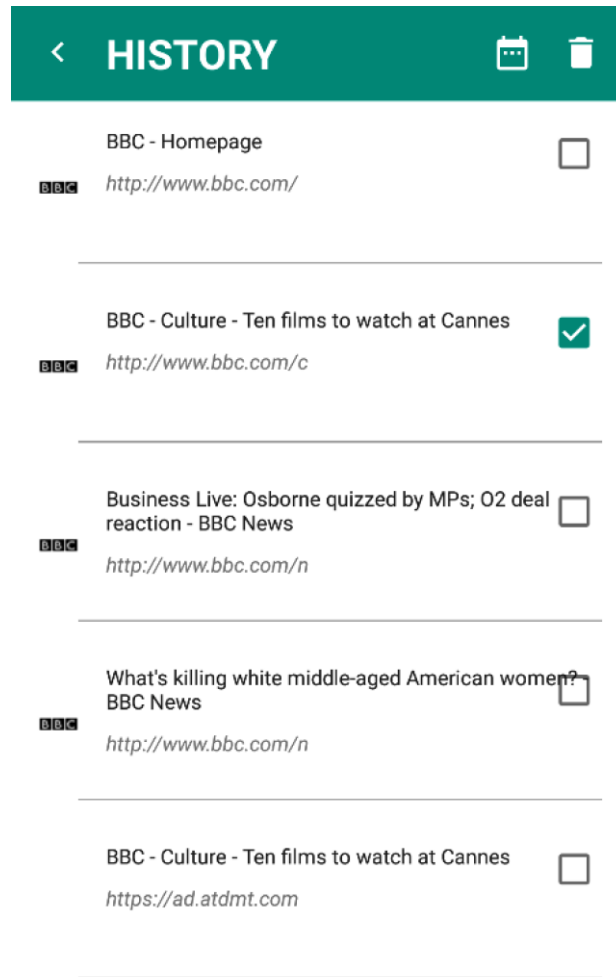 HISTORY
BBC - Homepage
BBC
http://www.bbc.com/
BBC - Culture - Ten films to watch at Cannes
BBC
http://www.bbc.com/c
Business Live: Osborne quizzed by MPs; O2 deal
reaction - BBC News
BBC
http://www.bbc.com/n
What's killing white middle-aged American women? -
BBC News
BBC
http://www.bbc.com/n
BBC - Culture - Ten films to watch at Cannes
https://ad.atdmt.com